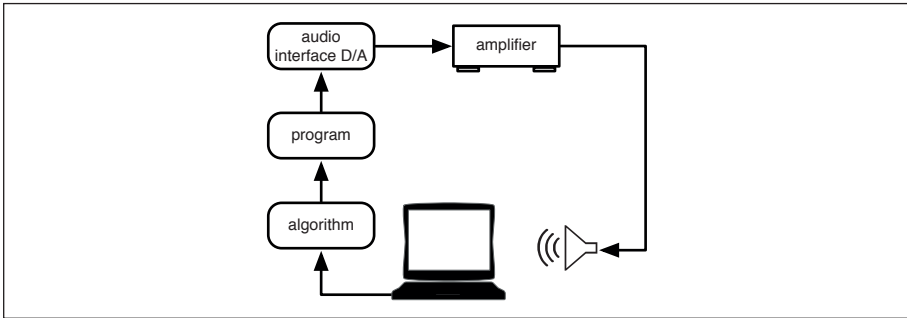 audio
interface D/A
amplifier
program
algorithm